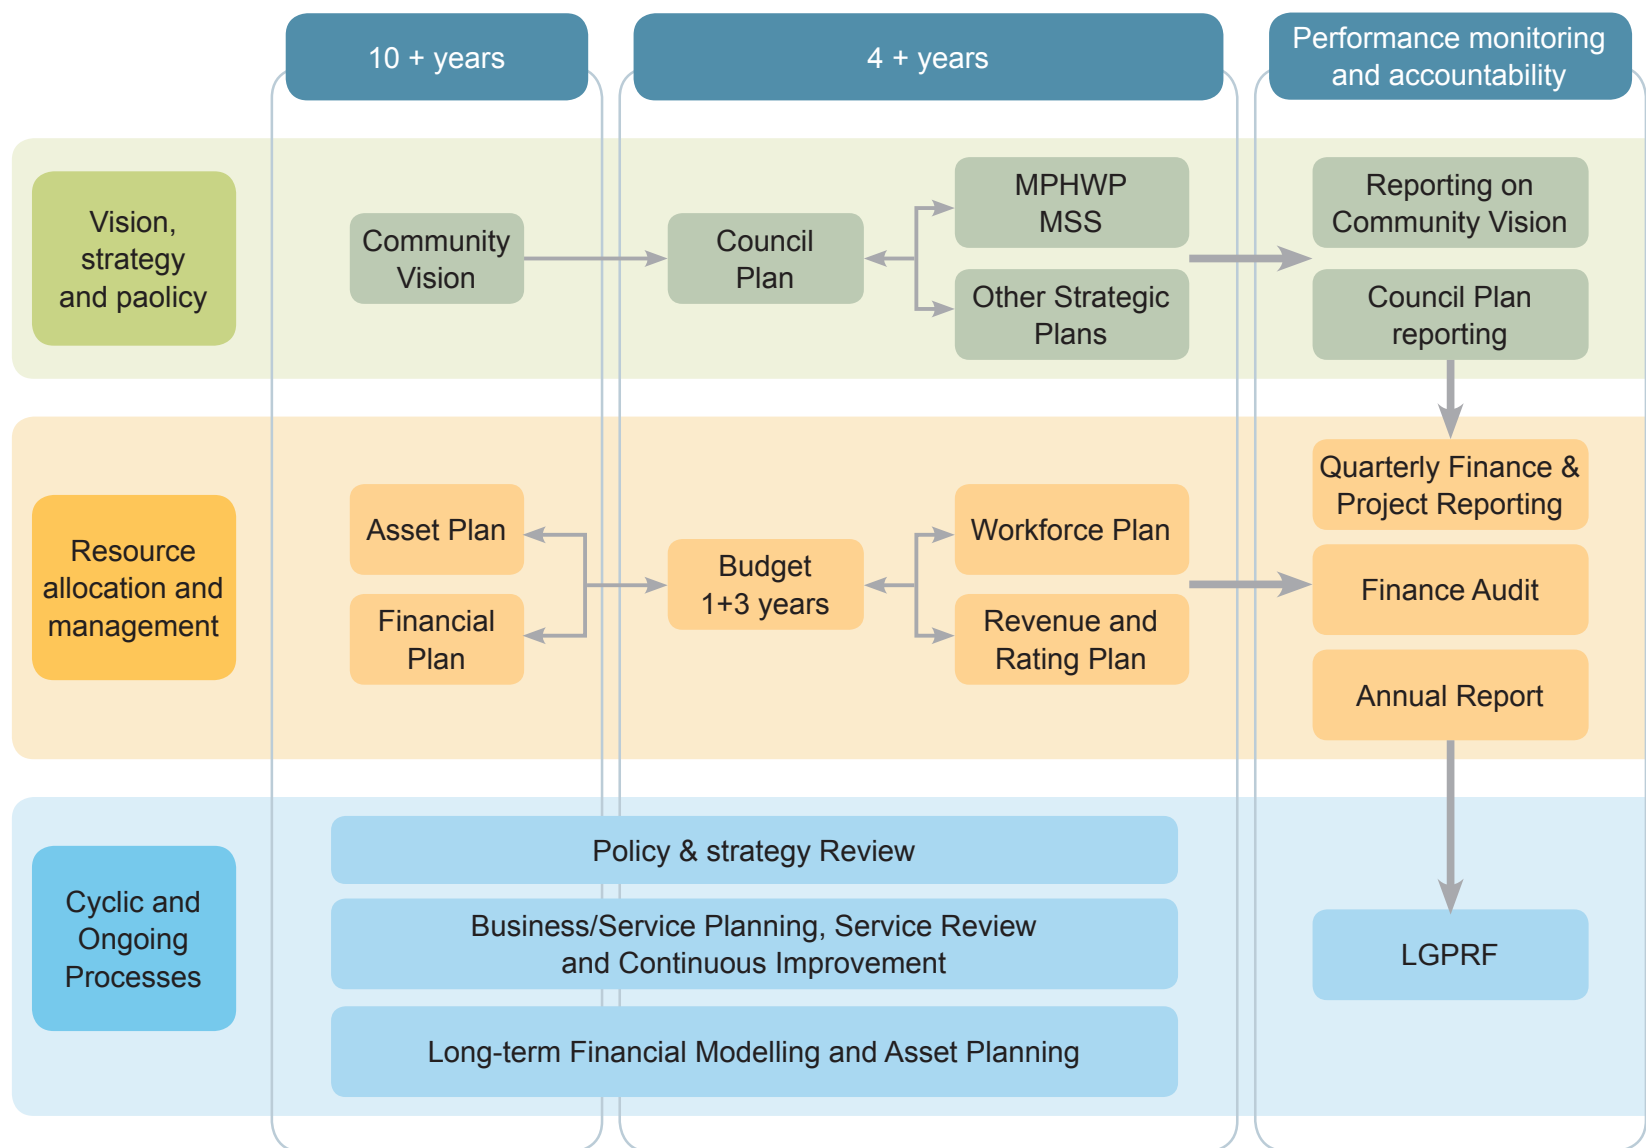 10 + years
4 + years
Performance monitoring
and accountability
Vision,
strategy
and paolicy
Community
Vision
Council
Plan
MPHWP
MSS
Other Strategic
Plans
Reporting on
Community Vision
Council Plan
reporting
Resource
allocation and
management
Asset Plan
Financial
Plan
Budget
1+3 years
Workforce Plan
Revenue and
Rating Plan
Quarterly Finance &
Project Reporting
Finance Audit
Annual Report
Cyclic and
Ongoing
Processes
Policy & strategy Review
Business/Service Planning, Service Review
and Continuous Improvement
Long-term Financial Modelling and Asset Planning
LGPRF